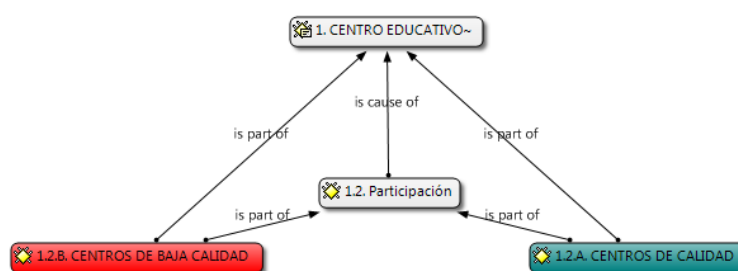 1. CENTRO EDUCATIVO~
is cause of
is part of
is part of
1.2. Participación
is part of
is part of
1.2.B. CENTROS DE BAJA CALIDAD
1.2.A. CENTROS DE CALIDAD